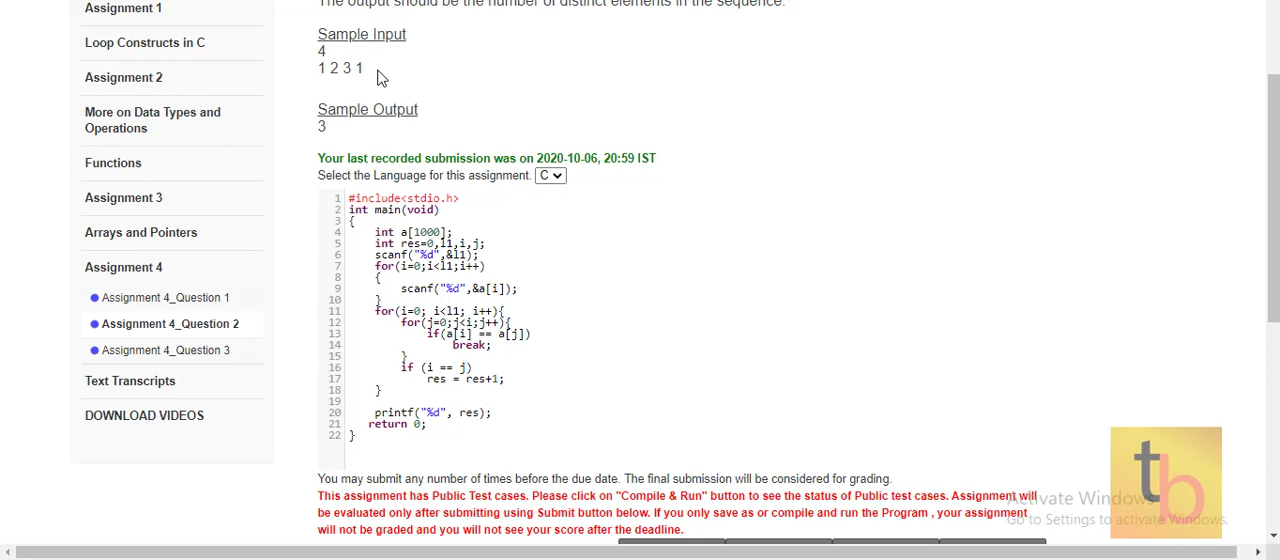 Assignment 1
Loop Constructs in C
Assignment 2
More on Data Types and
Operations
Functions
Assignment 3
Arrays and Pointers
Assignment 4
Assignment 4_Question 1
Assignment 4_Question 2
Assignment 4_Question 3
Text Transcripts
DOWNLOAD VIDEOS
The output should be the number of distinct elements in the sequence.
Sample Input
4
1 2 3 1
Sample Output
3
Your last recorded submission was on 2020-10-06, 20:59 IST
Select the Language for this assignment. C
1 #include<stdio.h>
2 int main(void)
3 {
4 int a[1000];
5 int res=0,l1,i,j;
6 scanf("%d",&l1);
7 for(i=0;i<l1;i++)
8 {
9 scanf("%d",&a[i]);
10 }
11 for(i=0; i<l1; i++){
12 for(j=0;j<i;j++){
13 if(a[i] == a[j])
14 break;
15 }
16 if (i == j)
17 res = res+1;
18 }
19
20 printf("%d", res);
21 return 0;
22 }
You may submit any number of times before the due date. The final submission will be considered for grading.
This assignment has Public Test cases. Please click on "Compile & Run" button to see the status of Public test cases. Assignment will
be evaluated only after submitting using Submit button below. If you only save as or compile and run the Program , your assignment
will not be graded and you will not see your score after the deadline.
tb
Activate Windows
Go to Settings to activate Windows.